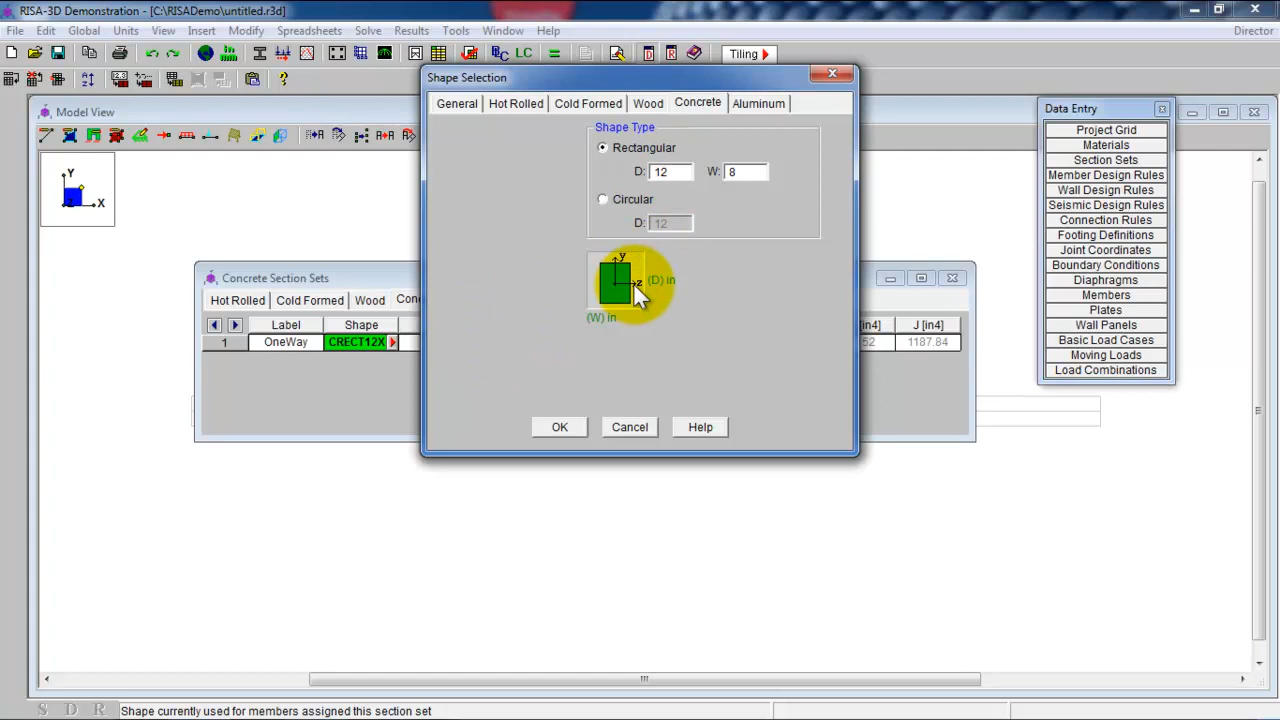 RISA-3D Demonstration - [C:\RISADemo\untitled.r3d]
File Edit Global Units View Insert Modify Spreadsheets Solve Results Tools Window Help Director
LC Tiling
Model View
Y
X
Shape Selection
General Hot Rolled Cold Formed Wood Concrete Aluminum
Shape Type
Rectangular
D: 12 W: 8
Circular
D: 12
y
z
(D) in
(W) in
OK Cancel Help
Concrete Section Sets
Hot Rolled Cold Formed Wood Con
Label Shape [in4] J [in4]
1 OneWay CRECT12X 52 1187.84
Data Entry
Project Grid
Materials
Section Sets
Member Design Rules
Wall Design Rules
Seismic Design Rules
Connection Rules
Footing Definitions
Joint Coordinates
Boundary Conditions
Diaphragms
Members
Plates
Wall Panels
Basic Load Cases
Moving Loads
Load Combinations
S D R Shape currently used for members assigned this section set